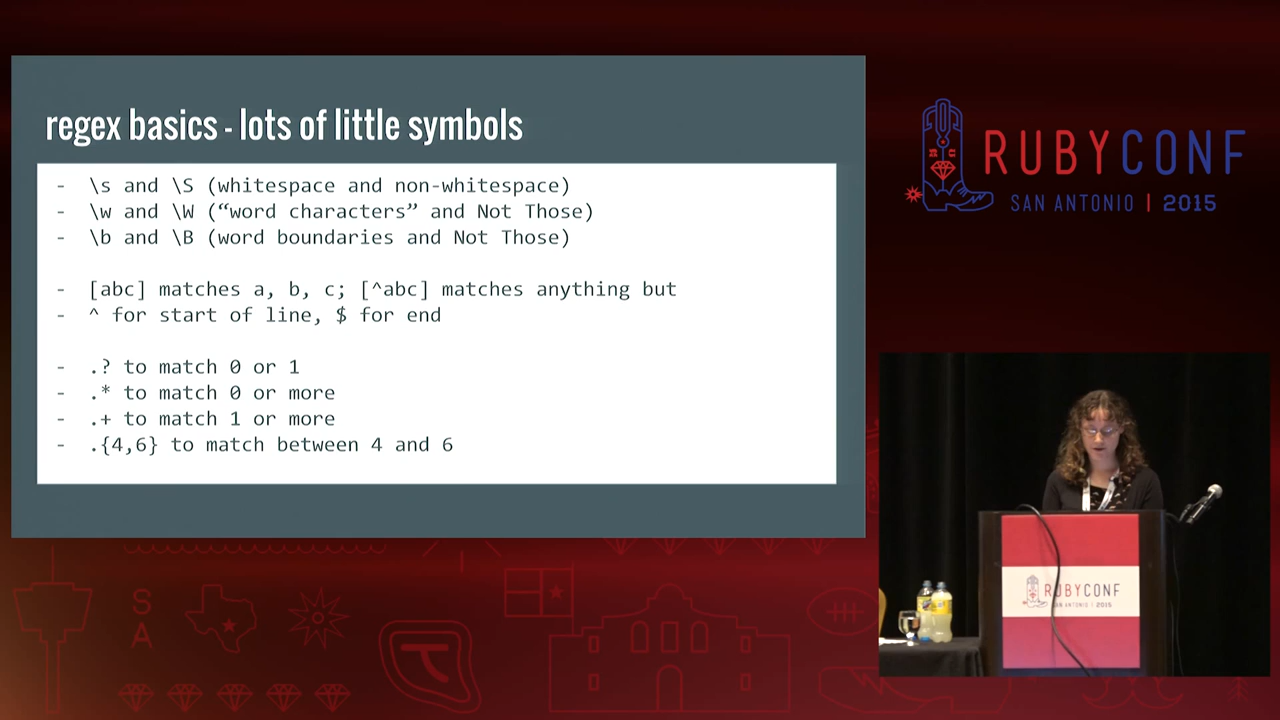 regex basics - lots of little symbols
- \s and \S (whitespace and non-whitespace)
- \w and \W (“word characters” and Not Those)
- \b and \B (word boundaries and Not Those)
- [abc] matches a, b, c; [^abc] matches anything but
- ^ for start of line, $ for end
- .? to match 0 or 1
- .* to match 0 or more
- .+ to match 1 or more
- .{4,6} to match between 4 and 6
RUBYCONF
SAN ANTONIO | 2015
RUBYCONF
SAN ANTONIO | 2015
S
A